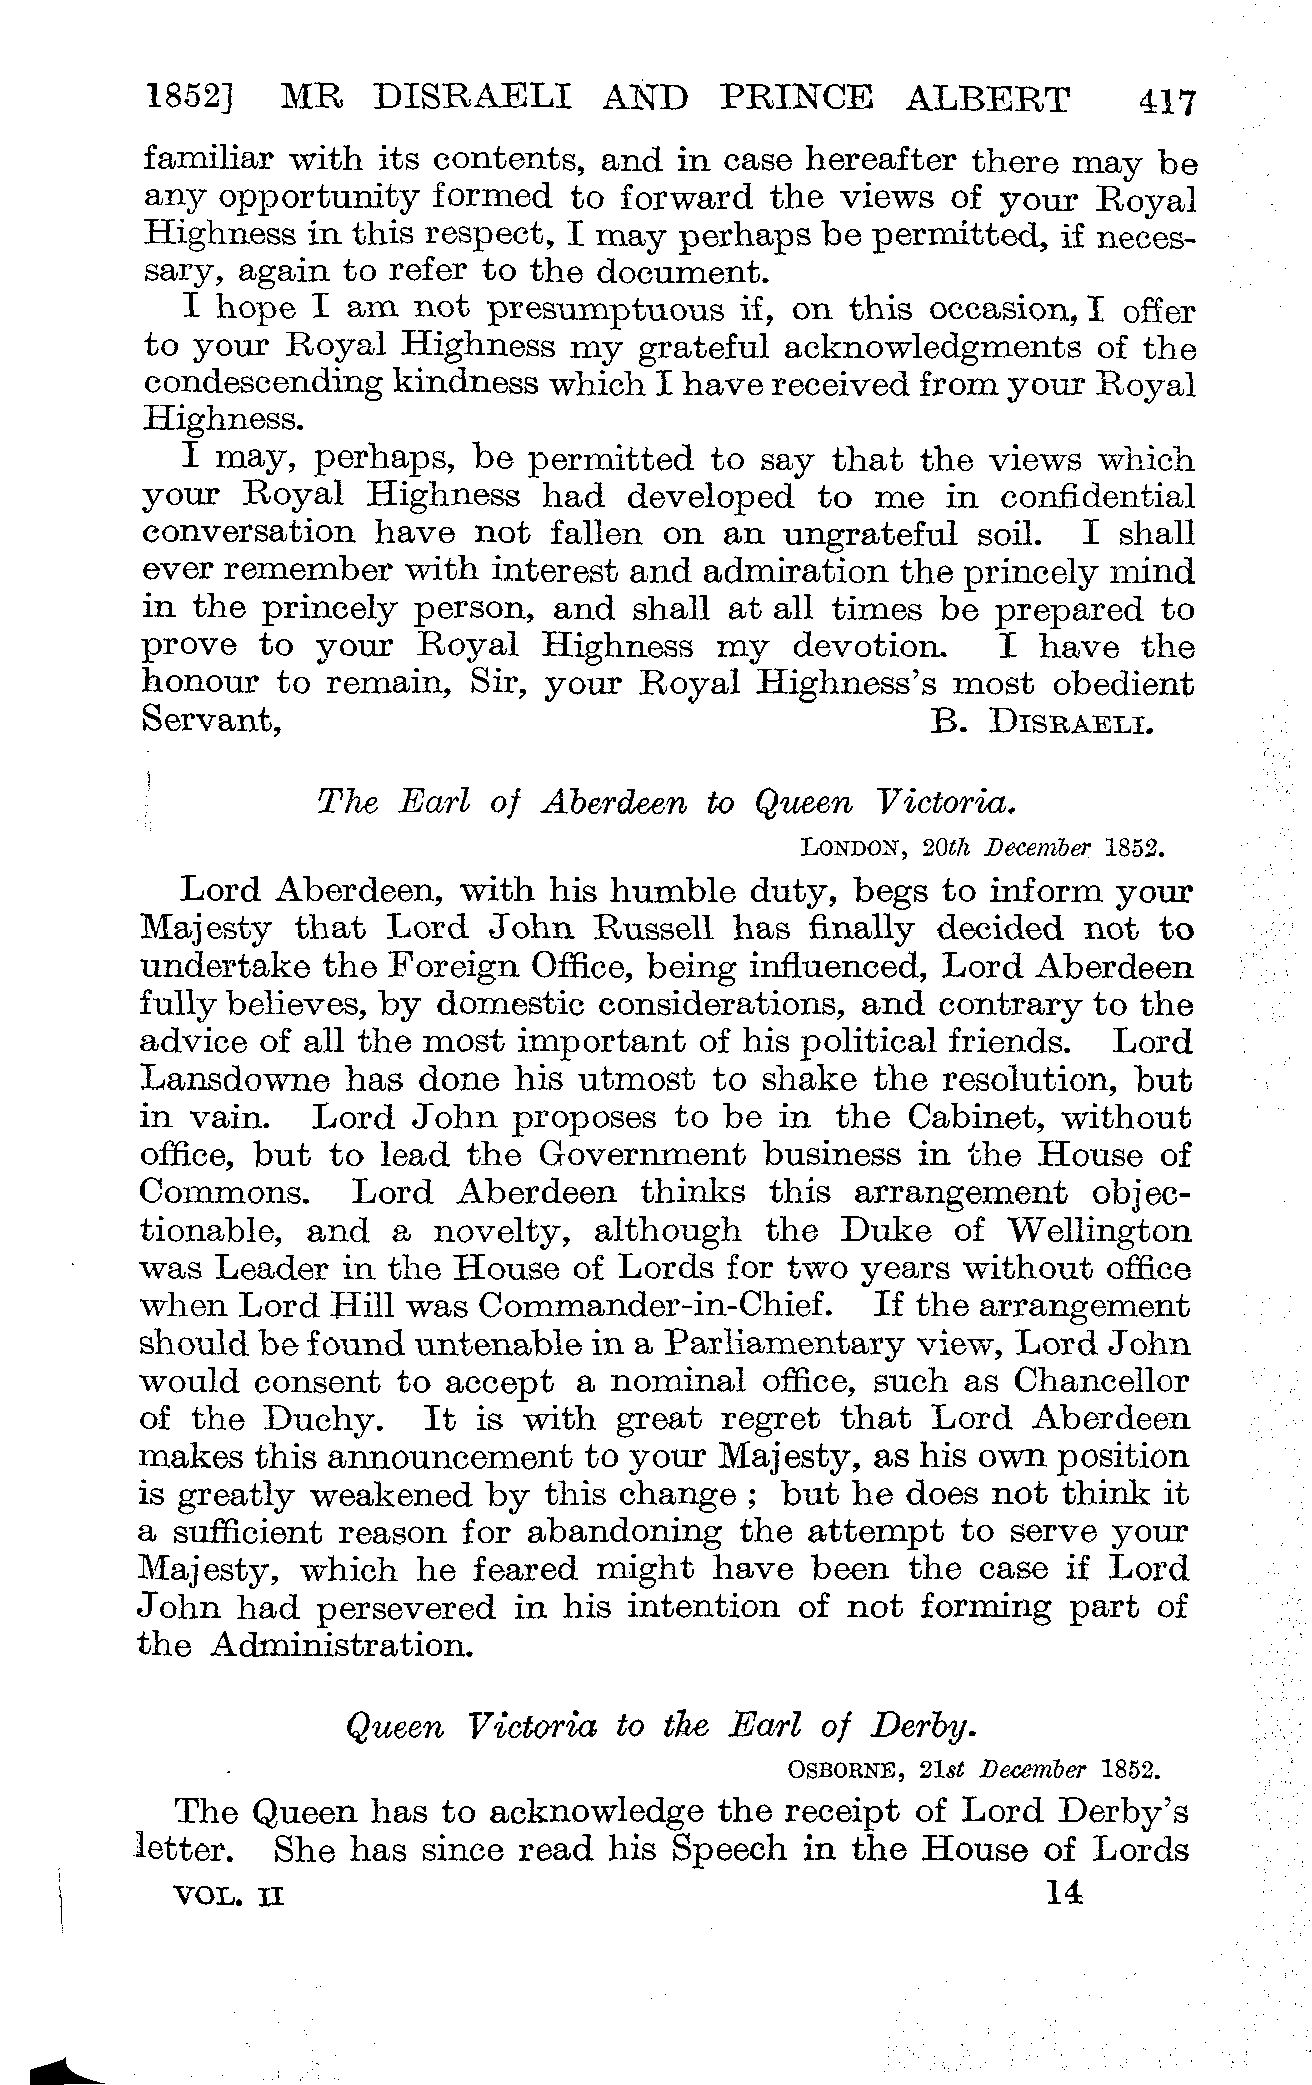 1852] MR DISRAELI AND PRINCE ALBERT 417
familiar with its contents, and in case hereafter there may be
any opportunity formed to forward the views of your Royal
Highness in this respect, I may perhaps be permitted, if neces-
sary, again to refer to the document.
I hope I am not presumptuous if, on this occasion, I offer
to your Royal Highness my grateful acknowledgments of the
condescending kindness which I have received from your Royal
Highness.
I may, perhaps, be permitted to say that the views which
your Royal Highness had developed to me in confidential
conversation have not fallen on an ungrateful soil. I shall
ever remember with interest and admiration the princely mind
in the princely person, and shall at all times be prepared to
prove to your Royal Highness my devotion. I have the
honour to remain, Sir, your Royal Highness's most obedient
Servant, B. DISRAELI.
The Earl of Aberdeen to Queen Victoria.
LONDON, 20th December 1852.
Lord Aberdeen, with his humble duty, begs to inform your
Majesty that Lord John Russell has finally decided not to
undertake the Foreign Office, being influenced, Lord Aberdeen
fully believes, by domestic considerations, and contrary to the
advice of all the most important of his political friends. Lord
Lansdowne has done his utmost to shake the resolution, but
in vain. Lord John proposes to be in the Cabinet, without
office, but to lead the Government business in the House of
Commons. Lord Aberdeen thinks this arrangement objec-
tionable, and a novelty, although the Duke of Wellington
was Leader in the House of Lords for two years without office
when Lord Hill was Commander-in-Chief. If the arrangement
should be found untenable in a Parliamentary view, Lord John
would consent to accept a nominal office, such as Chancellor
of the Duchy. It is with great regret that Lord Aberdeen
makes this announcement to your Majesty, as his own position
is greatly weakened by this change ; but he does not think it
a sufficient reason for abandoning the attempt to serve your
Majesty, which he feared might have been the case if Lord
John had persevered in his intention of not forming part of
the Administration.
Queen Victoria to the Earl of Derby.
OSBORNE, 21st December 1852.
The Queen has to acknowledge the receipt of Lord Derby's
letter. She has since read his Speech in the House of Lords
VOL. II 14